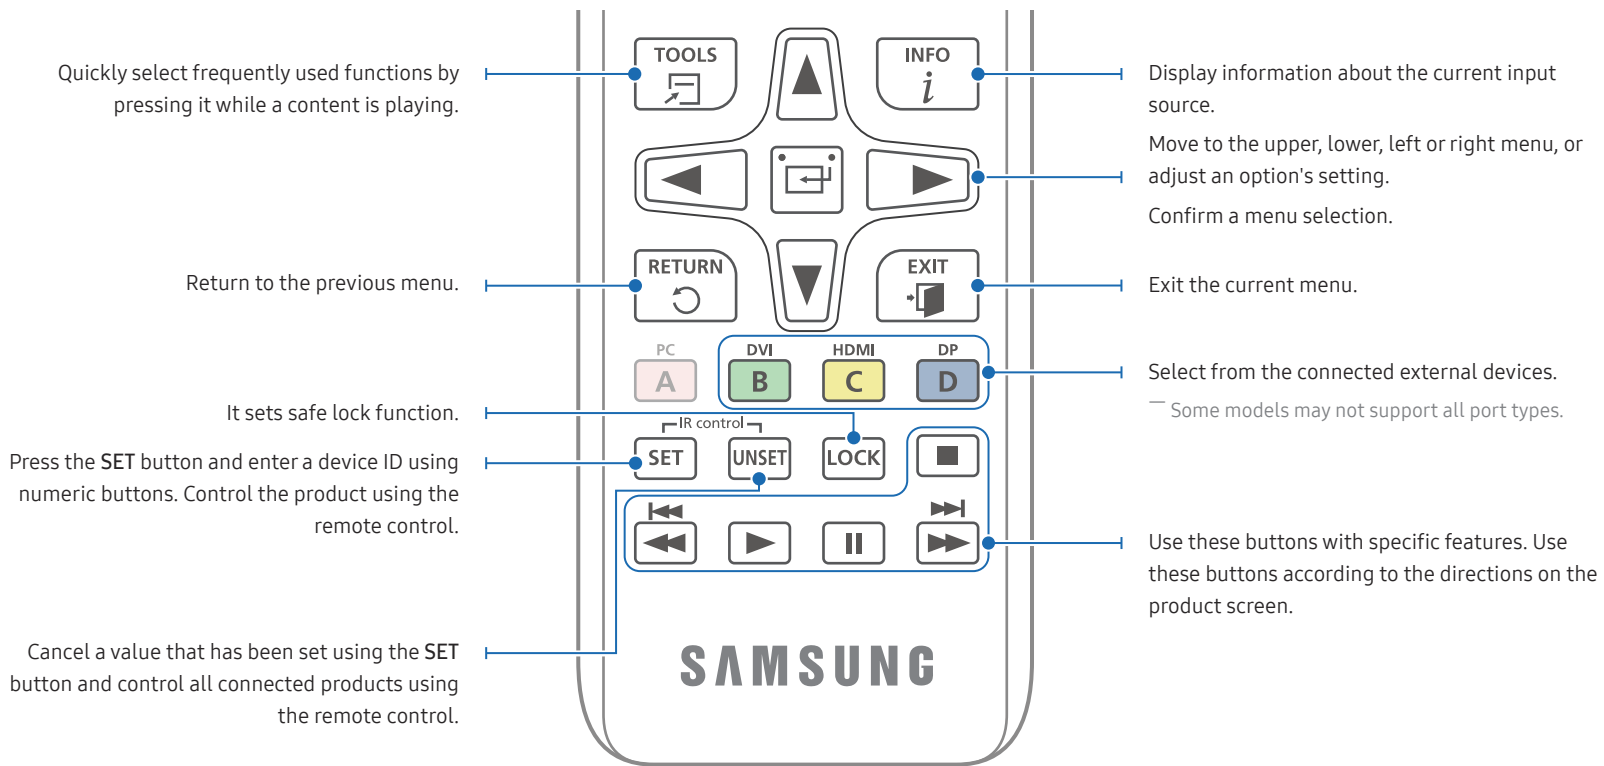 TOOLS
INFO
i
Quickly select frequently used functions by
pressing it while a content is playing.
Display information about the current input
source.
Move to the upper, lower, left or right menu, or
adjust an option's setting.
Confirm a menu selection.
RETURN
EXIT
Return to the previous menu.
Exit the current menu.
PC
DVI
HDMI
DP
A
B
C
D
Select from the connected external devices.
― Some models may not support all port types.
It sets safe lock function.
IR control
SET
UNSET
LOCK
Press the SET button and enter a device ID using
numeric buttons. Control the product using the
remote control.
Use these buttons with specific features. Use
these buttons according to the directions on the
product screen.
Cancel a value that has been set using the SET
button and control all connected products using
the remote control.
SAMSUNG